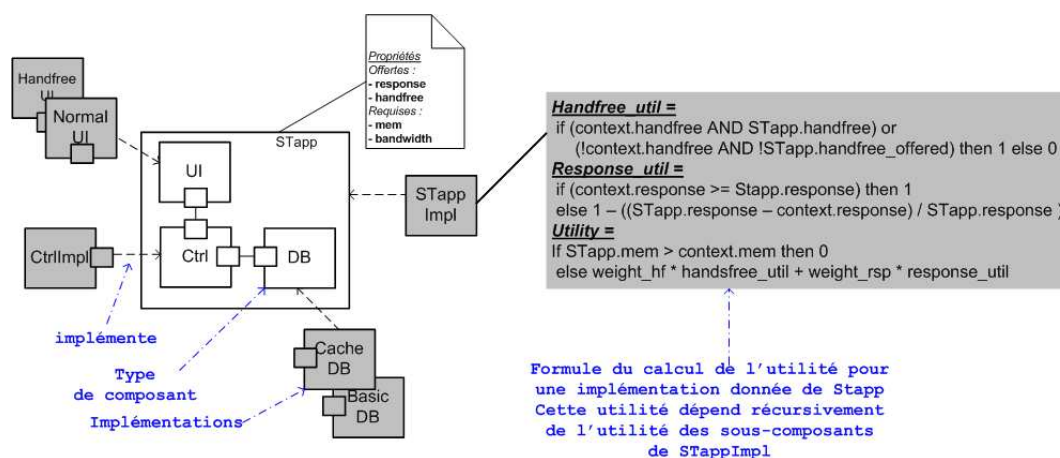 Propriétés
Offertes :
- response
- handfree
Requises :
- mem
- bandwidth
Handfree
UI
Normal
UI
STapp
UI
Ctrl
DB
CtrlImpl
STapp
Impl
Cache
DB
Basic
DB
implémente
Type
de composant
Implémentations
Handfree_util =
if (context.handfree AND STapp.handfree) or
(!context.handfree AND !STapp.handfree_offered) then 1 else 0
Response_util =
if (context.response >= Stapp.response) then 1
else 1 – ((STapp.response – context.response) / STapp.response )
Utility =
If STapp.mem > context.mem then 0
else weight_hf * handsfree_util + weight_rsp * response_util
Formule du calcul de l’utilité pour
une implémentation donnée de Stapp
Cette utilité dépend récursivement
de l’utilité des sous-composants
de STappImpl